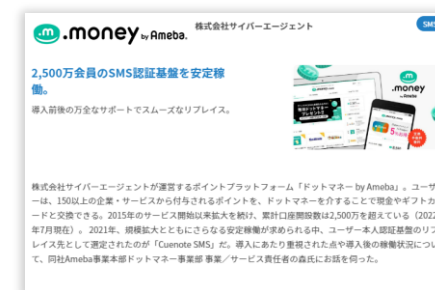 .money by Ameba.
株式会社サイバーエージェント
SMS
2,500万会員のSMS認証基盤を安定稼
働。
導入前後の万全なサポートでスムーズなリプレイス。
.money
株式会社サイバーエージェントが運営するポイントプラットフォーム「ドットマネー by Ameba」。ユーザ
ーは、150以上の企業・サービスから付与されるポイントを、ドットマネーを介することで現金やギフトカ
ードと交換できる。2015年のサービス開始以来拡大を続け、累計口座開設数は2,500万を超えている（2022
年7月現在）。 2021年、規模拡大とともにさらなる安定稼働が求められる中、ユーザー本人認証基盤のリプ
レイス先として選定されたのが「Cuenote SMS」だ。導入にあたり重視された点や導入後の稼働状況につい
て、同社Ameba事業本部ドットマネー事業部 事業／サービス責任者の森氏にお話を伺った。